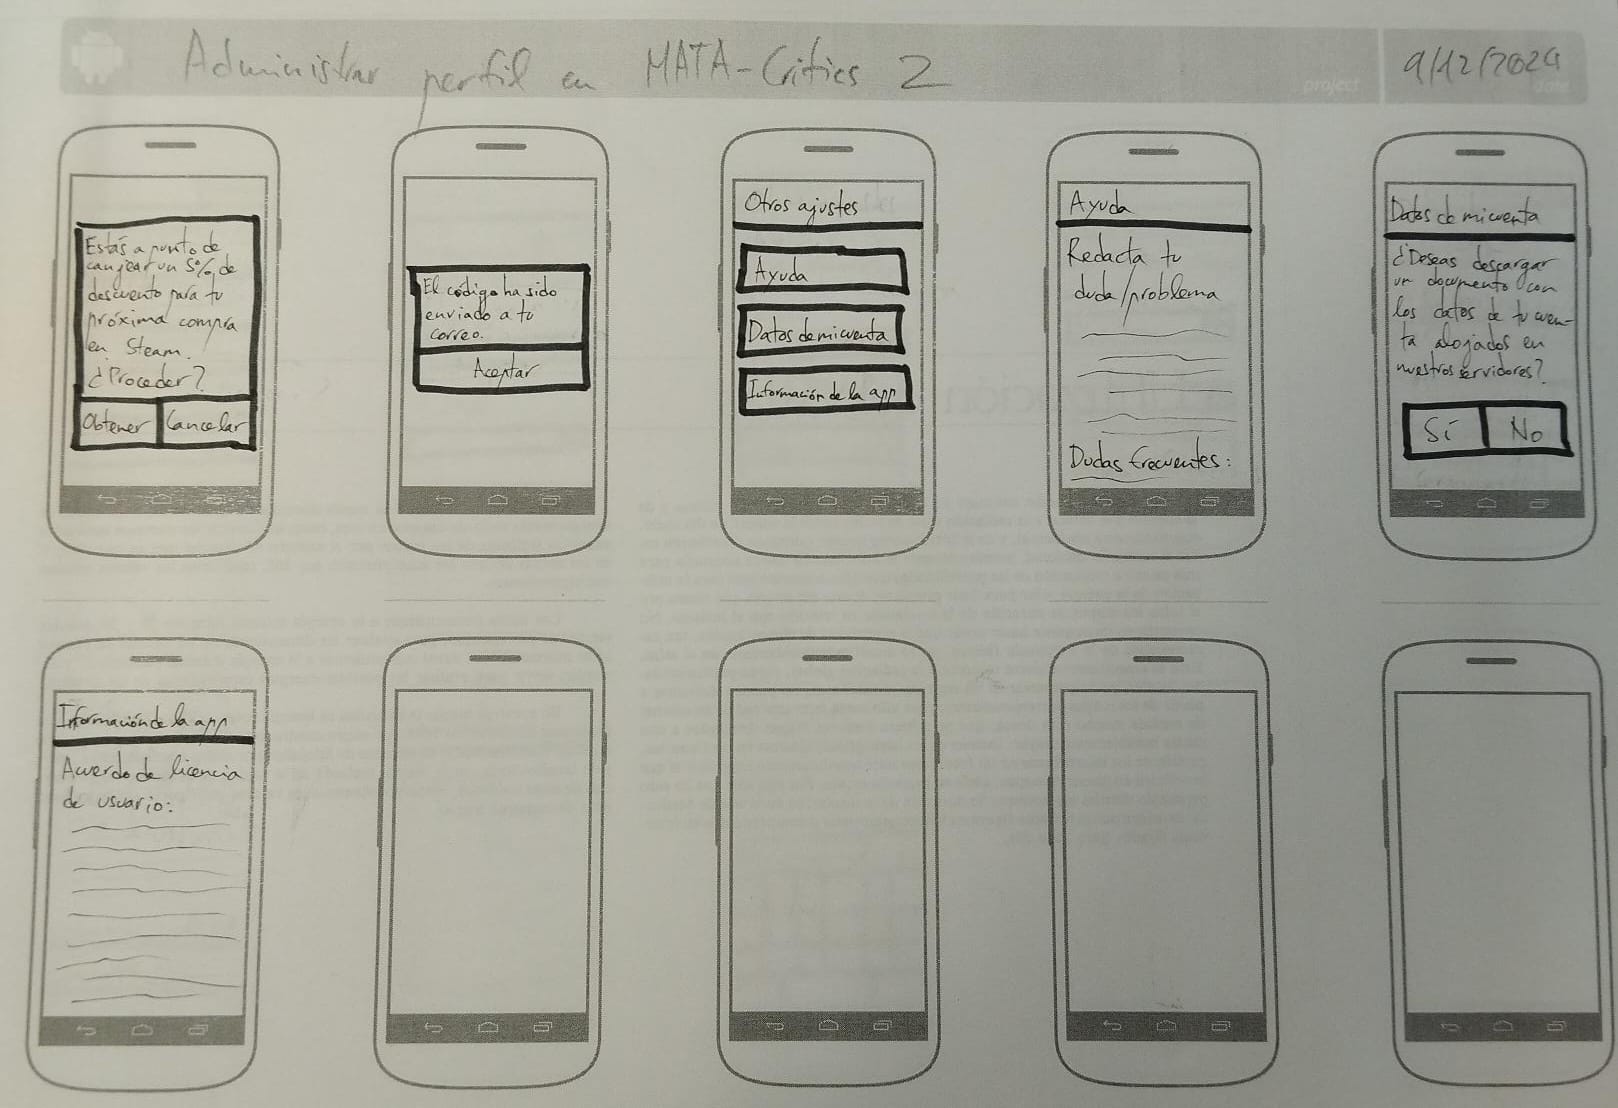 Administrar perfil en MATA-Critics 2
project
9/12/2024
date
Estás a punto de
canjear un 5% de
descuento para tu
próxima compra
en Steam.
¿Proceder?
Obtener
Cancelar
El código ha sido
enviado a tu
correo.
Aceptar
Otros ajustes
Ayuda
Datos de mi cuenta
Información de la app
Ayuda
Redacta tu
duda/problema
Dudas frecuentes:
Datos de mi cuenta
¿Deseas descargar
un documento con
los datos de tu cuen-
ta alojados en
nuestros servidores?
Sí
No
Información de la app
Acuerdo de licencia
de usuario: